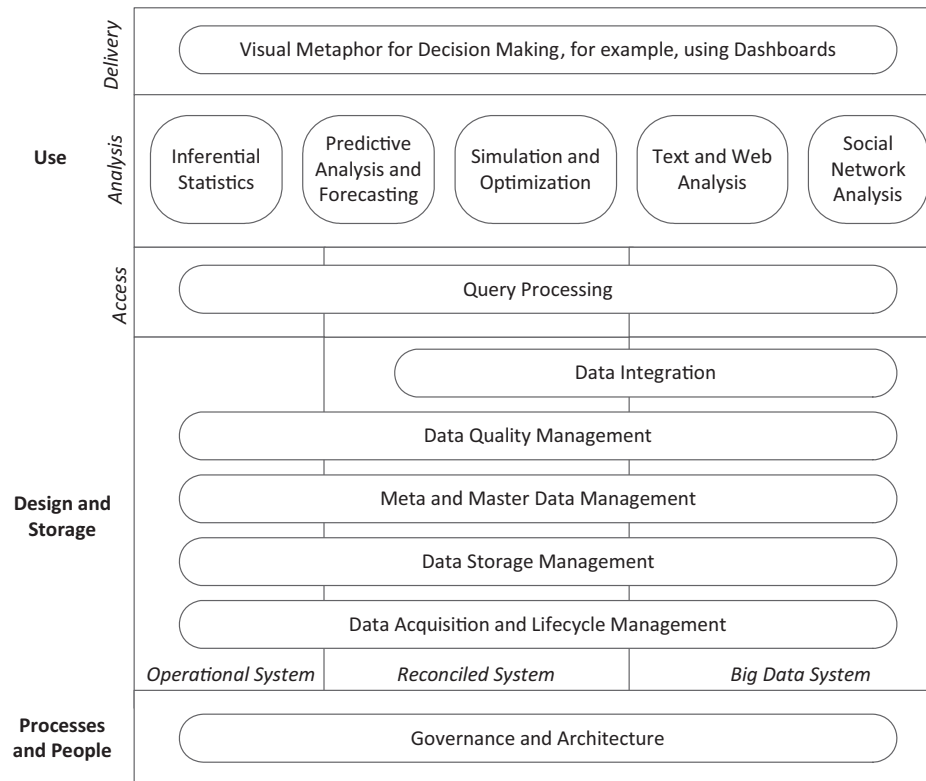 Delivery
Visual Metaphor for Decision Making, for example, using Dashboards
Use
Analysis
Inferential
Statistics
Predictive
Analysis and
Forecasting
Simulation and
Optimization
Text and Web
Analysis
Social
Network
Analysis
Access
Query Processing
Design and
Storage
Data Integration
Data Quality Management
Meta and Master Data Management
Data Storage Management
Data Acquisition and Lifecycle Management
Operational System
Reconciled System
Big Data System
Processes
and People
Governance and Architecture